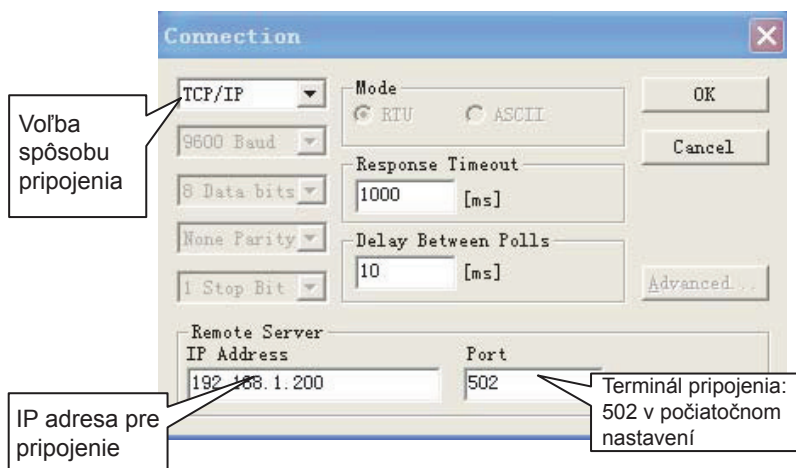 Connection
TCP/IP
Mode
RTU ASCII
OK
9600 Baud
Cancel
Response Timeout
8 Data bits
1000 [ms]
None Parity
Delay Between Polls
10 [ms]
1 Stop Bit
Advanced...
Remote Server
IP Address Port
192.168.1.200 502
Voľba
spôsobu
pripojenia
IP adresa pre
pripojenie
Terminál pripojenia:
502 v počiatočnom
nastavení